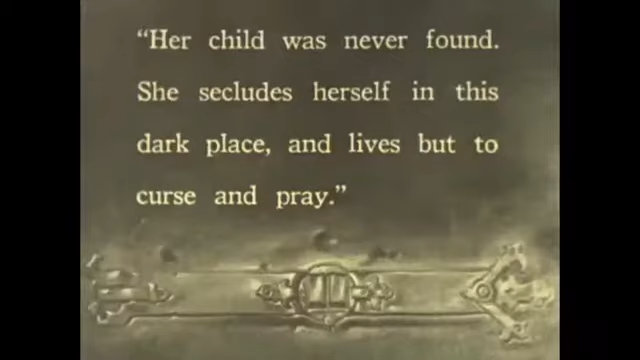 “Her child was never found.
She secludes herself in this
dark place, and lives but to
curse and pray.”